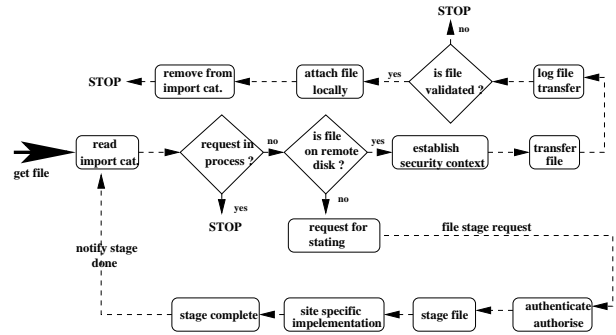 STOP
no
STOP
remove from
import cat.
attach file
locally
yes
is file
validated ?
log file
transfer
get file
read
import cat.
request in
process ?
no
is file
on remote
disk ?
yes
establish
security context
transfer
file
yes
STOP
no
request for
stating
file stage request
notify stage
done
stage complete
site specific
impelementation
stage file
authenticate
authorise